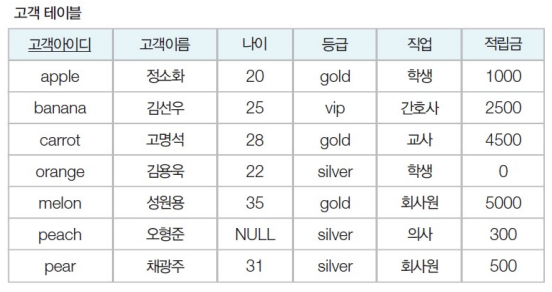 고객 테이블
고객아이디 고객이름 나이 등급 직업 적립금
apple 정소화 20 gold 학생 1000
banana 김선우 25 vip 간호사 2500
carrot 고명석 28 gold 교사 4500
orange 김용욱 22 silver 학생 0
melon 성원용 35 gold 회사원 5000
peach 오형준 NULL silver 의사 300
pear 채광주 31 silver 회사원 500